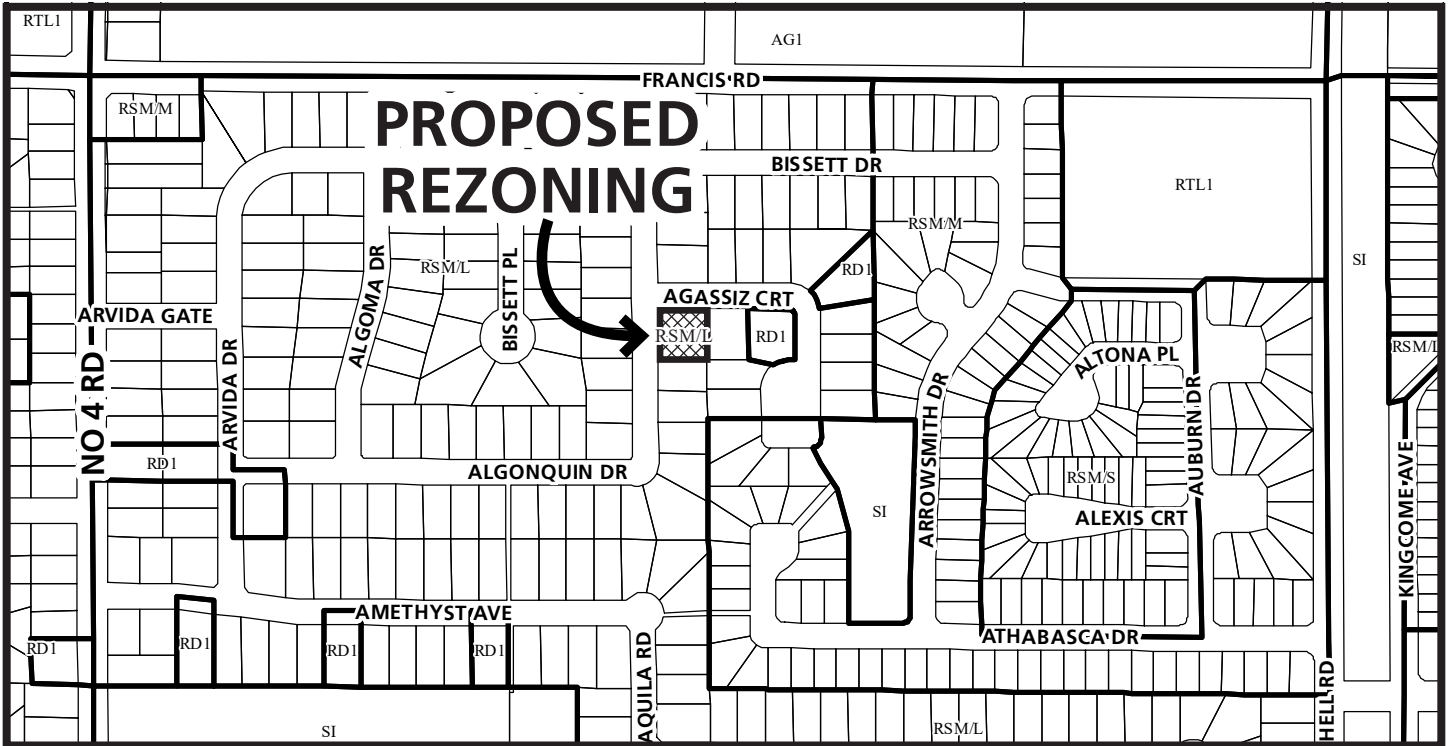 RTL1
AG1
FRANCIS RD
RSM/M
PROPOSED
REZONING
BISSETT DR
RTL1
RSM/M
RSM/L
ALGOMA DR
BISSETT PL
RD1
SI
AGASSIZ CRT
ARVIDA GATE
RSM/L
RD1
RSM/L
ALTONA PL
NO 4 RD
ARVIDA DR
ARROWSMITH DR
AUBURN DR
RD1
ALGONQUIN DR
RSM/S
SI
ALEXIS CRT
KINGCOME AVE
AMETHYST AVE
RD1
RD1
RD1
RD1
ATHABASCA DR
AQUILA RD
HELL RD
SI
RSM/L